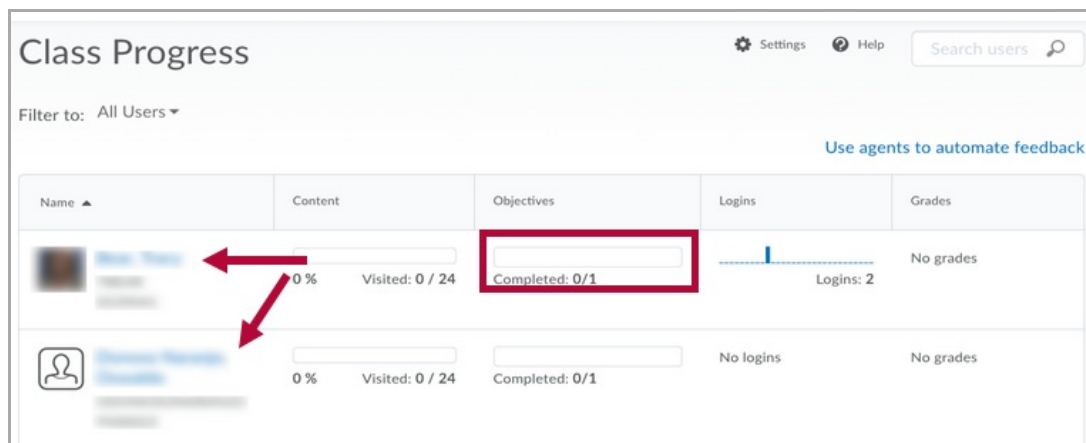 Class Progress
Settings
Help
Search users
Filter to: All Users
Use agents to automate feedback
Name
Content
Objectives
Logins
Grades
0 %
Visited: 0 / 24
Completed: 0/1
Logins: 2
No grades
0 %
Visited: 0 / 24
Completed: 0/1
No logins
No grades